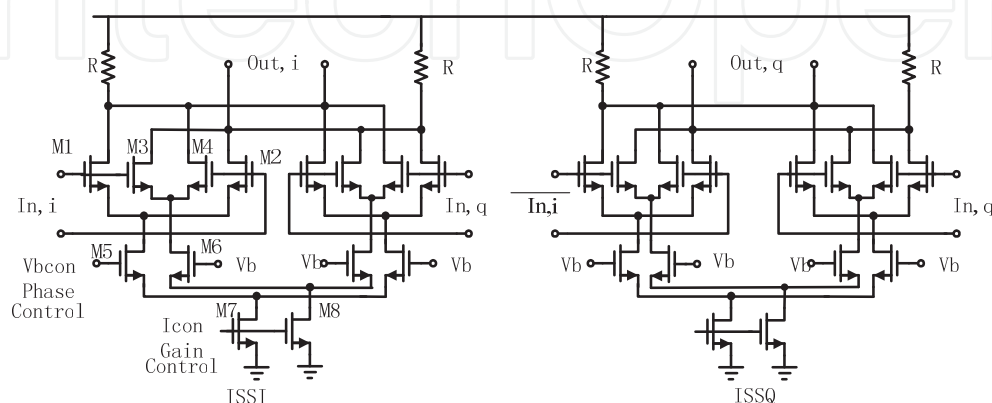 ntechOpen
R
Out,i
R
R
Out,q
R
M1
M3
M4
M2
In,i
In,q
In,i
In,q
M5
M6
Vbcon
Phase
Control
Vb
Vb
Vb
Vb
Vb
Vb
Vb
M7
M8
Icon
Gain
Control
ISSI
ISSQ